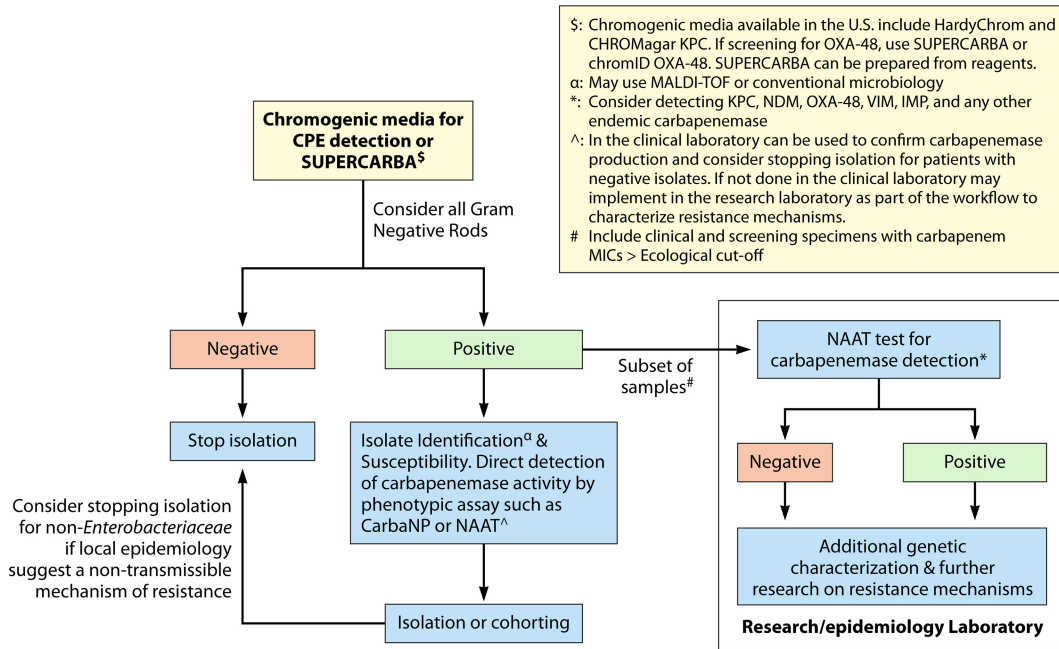 $: Chromogenic media available in the U.S. include HardyChrom and
CHROMagar KPC. If screening for OXA-48, use SUPERCARBA or
chromID OXA-48. SUPERCARBA can be prepared from reagents.
α: May use MALDI-TOF or conventional microbiology
*: Consider detecting KPC, NDM, OXA-48, VIM, IMP, and any other
endemic carbapenemase
^: In the clinical laboratory can be used to confirm carbapenemase
production and consider stopping isolation for patients with
negative isolates. If not done in the clinical laboratory may
implement in the research laboratory as part of the workflow to
characterize resistance mechanisms.
# Include clinical and screening specimens with carbapenem
MICs > Ecological cut-off
Chromogenic media for
CPE detection or
SUPERCARBA$
Consider all Gram
Negative Rods
Negative
Positive
Subset of
samples#
NAAT test for
carbapenemase detection*
Stop isolation
Isolate Identificationα &
Susceptibility. Direct detection
of carbapenemase activity by
phenotypic assay such as
CarbaNP or NAAT^
Negative
Positive
Consider stopping isolation
for non-Enterobacteriaceae
if local epidemiology
suggest a non-transmissible
mechanism of resistance
Additional genetic
characterization & further
research on resistance mechanisms
Isolation or cohorting
Research/epidemiology Laboratory